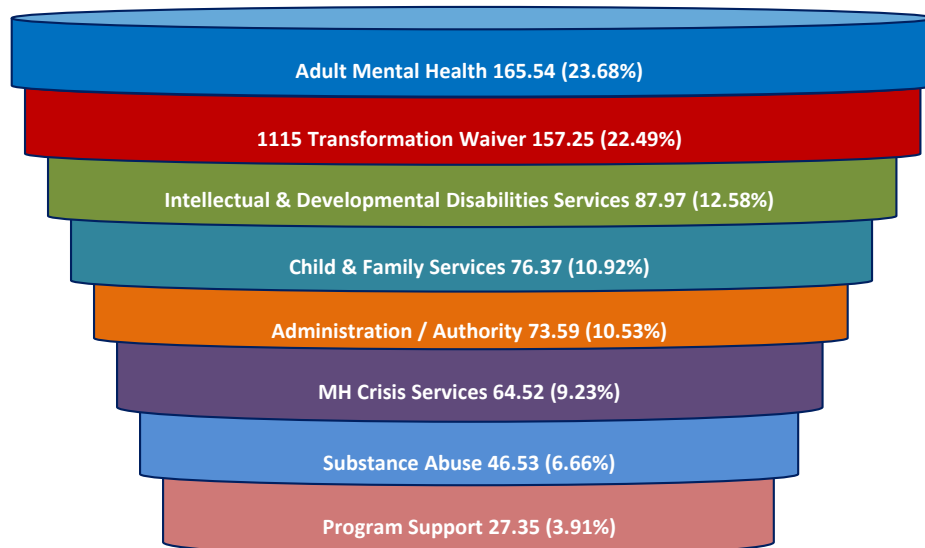 Adult Mental Health 165.54 (23.68%)
1115 Transformation Waiver 157.25 (22.49%)
Intellectual & Developmental Disabilities Services 87.97 (12.58%)
Child & Family Services 76.37 (10.92%)
Administration / Authority 73.59 (10.53%)
MH Crisis Services 64.52 (9.23%)
Substance Abuse 46.53 (6.66%)
Program Support 27.35 (3.91%)